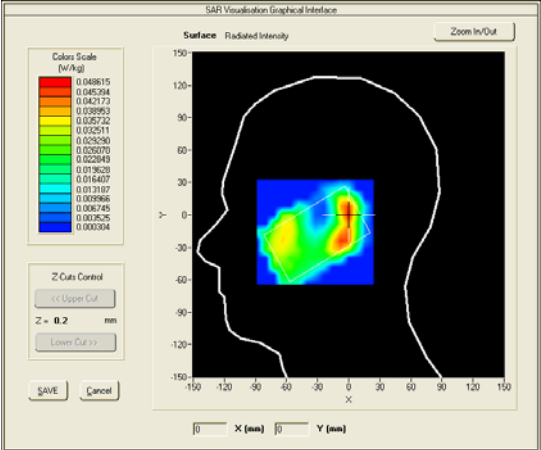 SAR Visualisation Graphical Interface
Surface Radiated Intensity
Zoom In/Out
Colors Scale
(W/kg)
0.048615
0.045394
0.042173
0.038953
0.035732
0.032511
0.029290
0.026070
0.022849
0.019628
0.016407
0.013187
0.009966
0.006745
0.003525
0.000304
Z-Cuts Control
<< Upper Cut
Z = 0.2 mm
Lower Cut >>
SAVE Cancel
150-
120-
90-
60-
30-
0-
-30-
-60-
-90-
-120-
-150-
Y
-150 -120 -90 -60 -30 0 30 60 90 120 150
X
0 X (mm) 0 Y (mm)